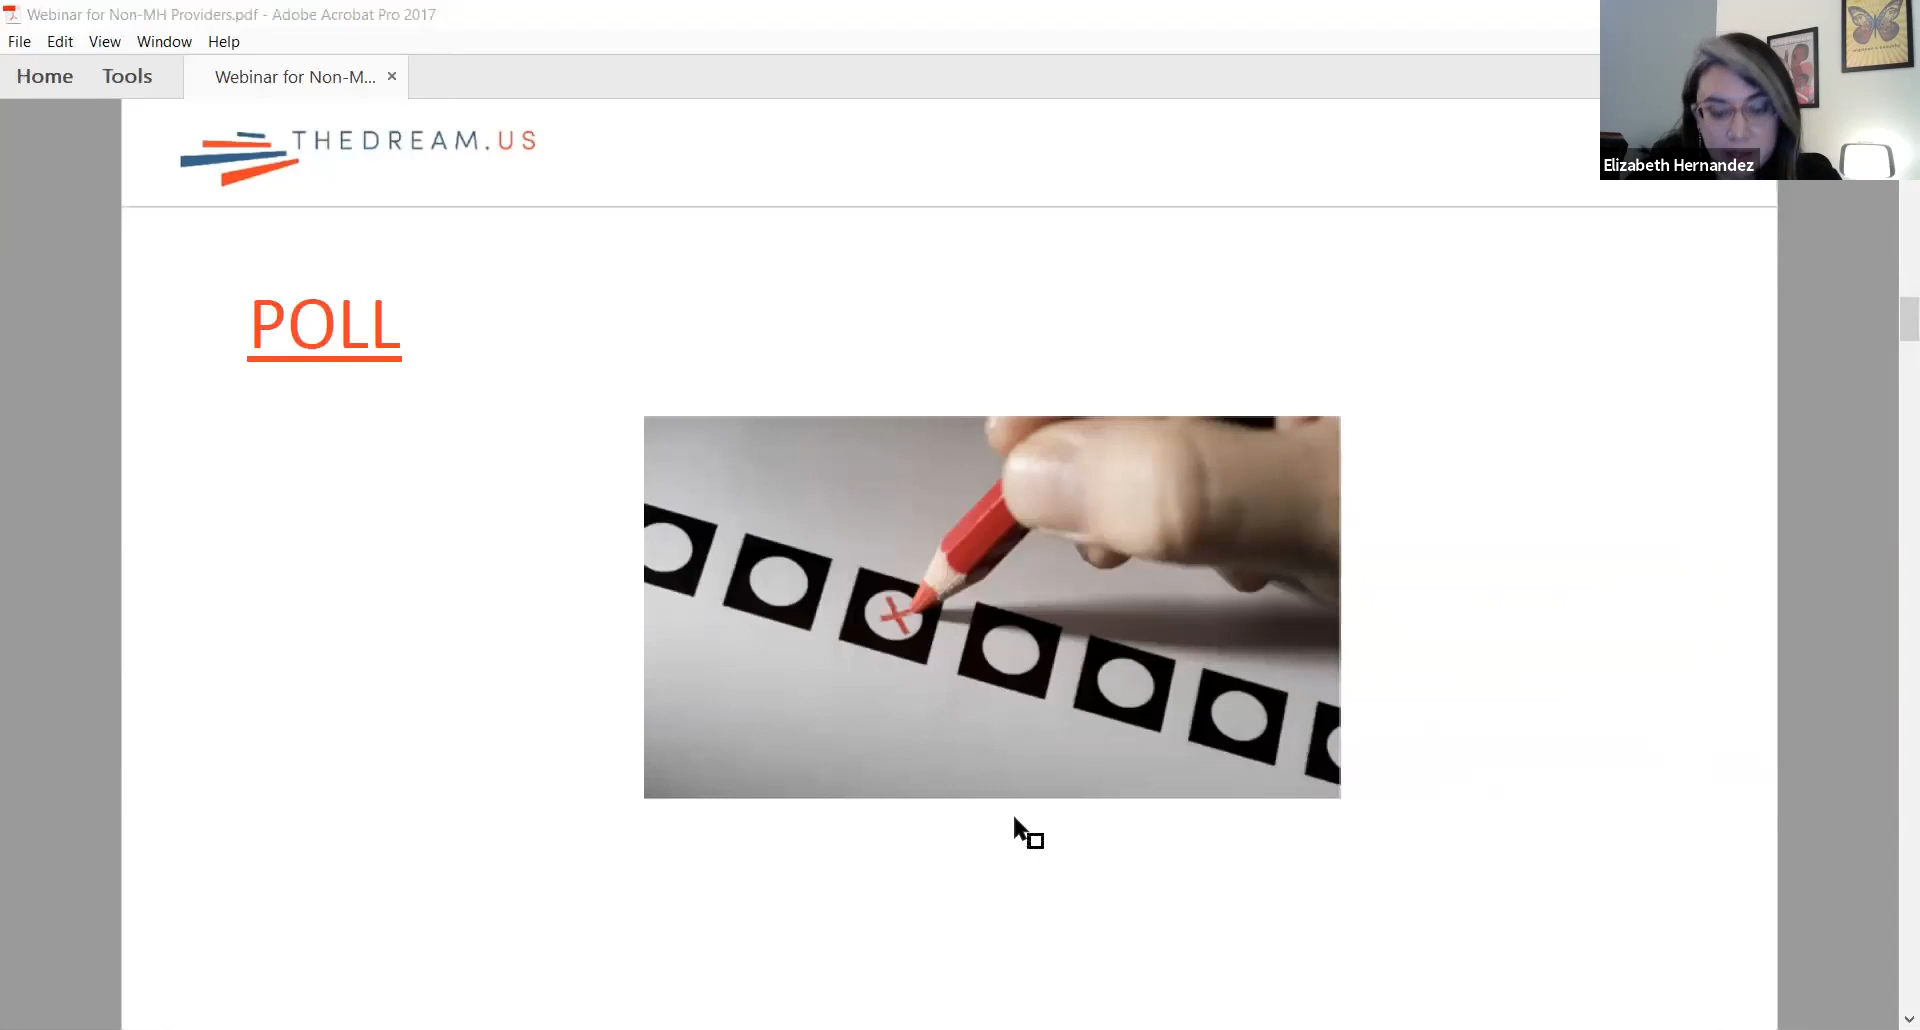 Webinar for Non-MH Providers.pdf - Adobe Acrobat Pro 2017
File Edit View Window Help
Home Tools Webinar for Non-M... ×
THEDREAM.US
Elizabeth Hernandez
POLL